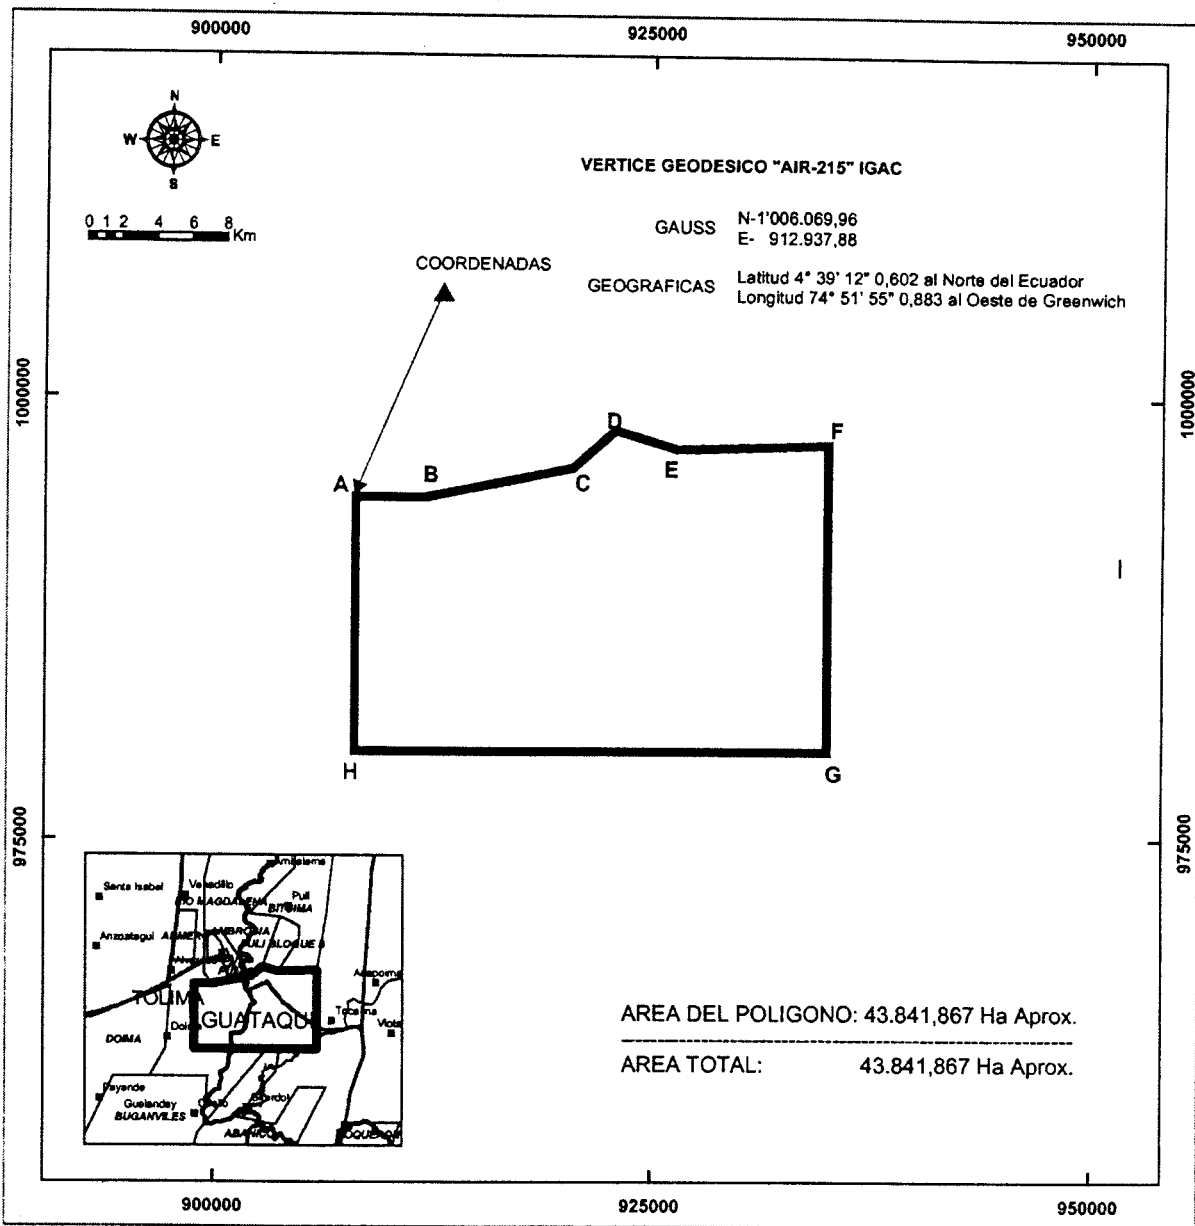 900000
925000
950000
N
W
E
S
0 1 2 4 6 8
Km
VERTICE GEODESICO "AIR-215" IGAC
GAUSS
N-1'006.069,96
E- 912.937,88
COORDENADAS
GEOGRAFICAS
Latitud 4° 39' 12" 0,602 al Norte del Ecuador
Longitud 74° 51' 55" 0,883 al Oeste de Greenwich
1000000
1000000
A
B
C
D
E
F
H
G
975000
975000
Santa Isabel
Venadillo
Puli
BITUIMA
Anzoategui
TOLIMA
GUATAQUI
DOIMA
Tocaima
Viota
Payande
Gualanday
BUGANVILES
AREA DEL POLIGONO: 43.841,867 Ha Aprox.
AREA TOTAL: 43.841,867 Ha Aprox.
900000
925000
950000